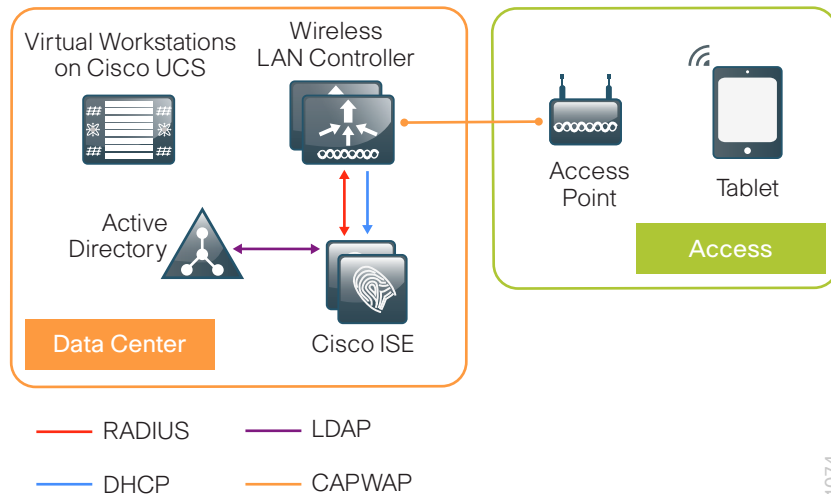 Virtual Workstations
on Cisco UCS
Wireless
LAN Controller
Access
Point
Tablet
Active
Directory
Access
Data Center
Cisco ISE
RADIUS
LDAP
DHCP
CAPWAP